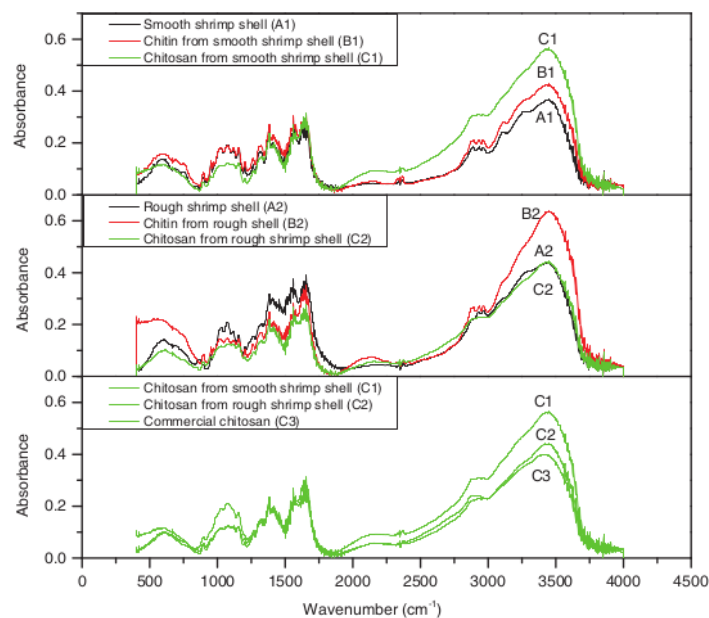 Smooth shrimp shell (A1)
Chitin from smooth shrimp shell (B1)
Chitosan from smooth shrimp shell (C1)
0.6
0.4
0.2
0.0
Absorbance
C1
B1
A1
Rough shrimp shell (A2)
Chitin from rough shell (B2)
Chitosan from rough shrimp shell (C2)
0.6
0.4
0.2
0.0
Absorbance
B2
A2
C2
Chitosan from smooth shrimp shell (C1)
Chitosan from rough shrimp shell (C2)
Commercial chitosan (C3)
0.6
0.4
0.2
0.0
Absorbance
C1
C2
C3
0 500 1000 1500 2000 2500 3000 3500 4000 4500
Wavenumber (cm⁻¹)